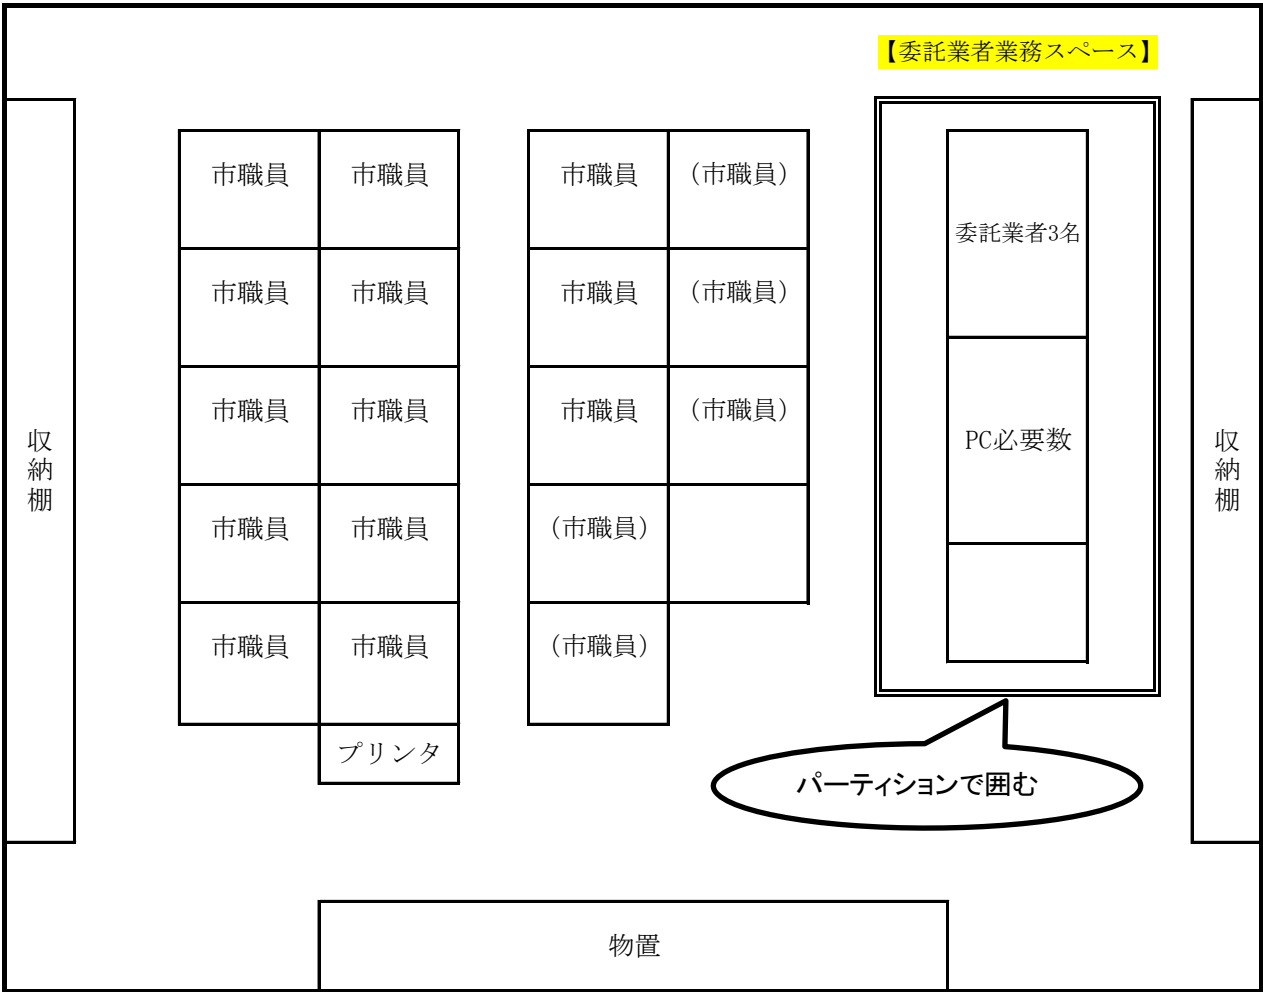 【委託業者業務スペース】
市職員 市職員 市職員 (市職員)
委託業者3名
市職員 市職員 市職員 (市職員)
市職員 市職員 市職員 (市職員)
PC必要数
収納棚
収納棚
市職員 市職員 (市職員)
市職員 市職員 (市職員)
プリンタ
パーティションで囲む
物置